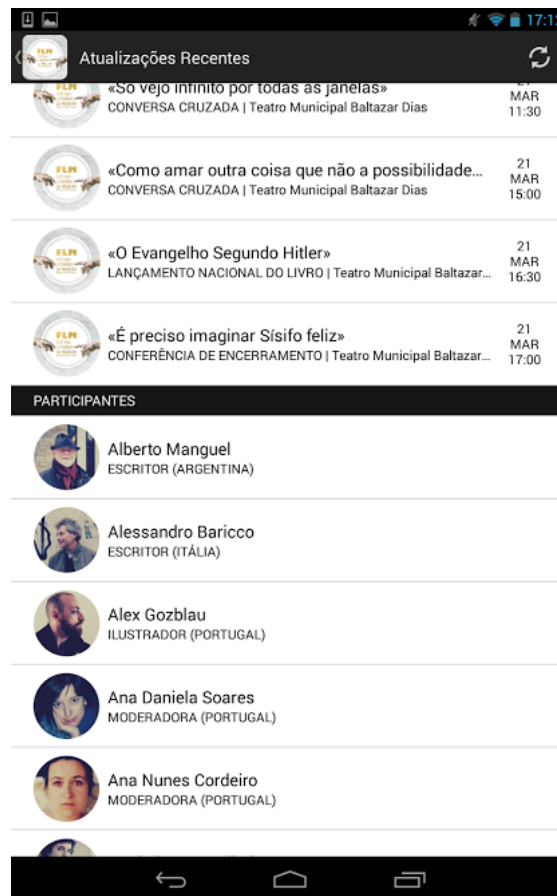 17:12
Atualizações Recentes
«Só vejo infinito por todas as janelas»
CONVERSA CRUZADA | Teatro Municipal Baltazar Dias
21
MAR
11:30
«Como amar outra coisa que não a possibilidade...
CONVERSA CRUZADA | Teatro Municipal Baltazar Dias
21
MAR
15:00
«O Evangelho Segundo Hitler»
LANÇAMENTO NACIONAL DO LIVRO | Teatro Municipal Baltazar...
21
MAR
16:30
«É preciso imaginar Sísifo feliz»
CONFERÊNCIA DE ENCERRAMENTO | Teatro Municipal Baltazar...
21
MAR
17:00
PARTICIPANTES
Alberto Manguel
ESCRITOR (ARGENTINA)
Alessandro Baricco
ESCRITOR (ITÁLIA)
Alex Gozblau
ILUSTRADOR (PORTUGAL)
Ana Daniela Soares
MODERADORA (PORTUGAL)
Ana Nunes Cordeiro
MODERADORA (PORTUGAL)